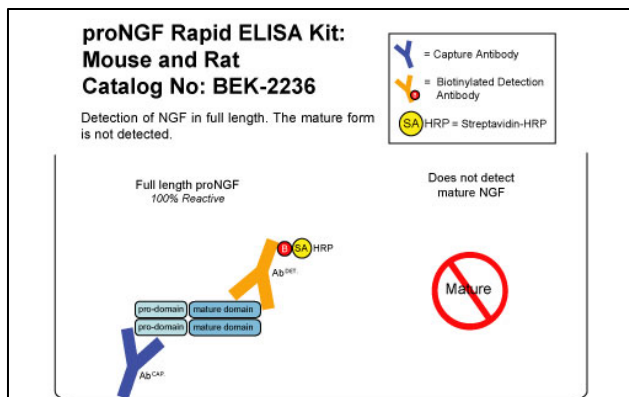 proNGF Rapid ELISA Kit:
Mouse and Rat
Catalog No: BEK-2236
Detection of NGF in full length. The mature form
is not detected.
= Capture Antibody
= Biotinylated Detection
Antibody
B
SA HRP = Streptavidin-HRP
Full length proNGF
100% Reactive
Does not detect
mature NGF
B SA HRP
Ab DET.
pro-domain mature domain
pro-domain mature domain
Ab CAP.
Mature